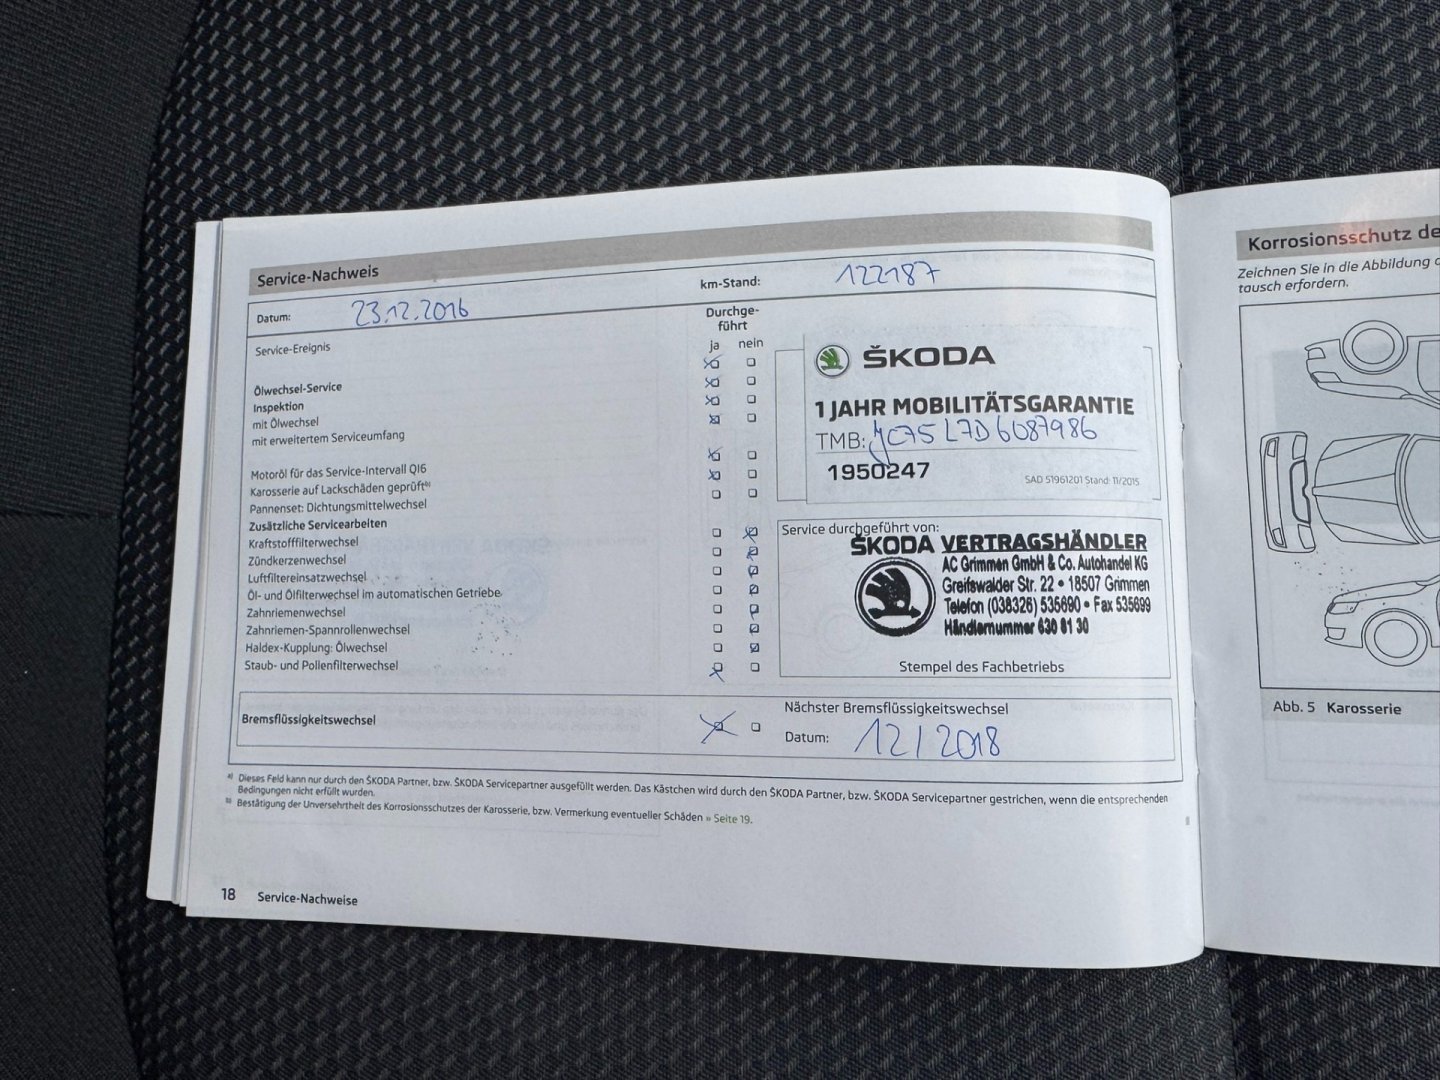 Service-Nachweis
Datum: 23.12.2016
km-Stand: 122187
Service-Ereignis
Durchge-
führt
ja nein
Ölwechsel-Service
Inspektion
mit Ölwechsel
mit erweitertem Serviceumfang
Motoröl für das Service-Intervall QI6
Karosserie auf Lackschäden geprüft b)
Pannenset: Dichtungsmittelwechsel
Zusätzliche Servicearbeiten
Kraftstofffilterwechsel
Zündkerzenwechsel
Luftfiltereinsatzwechsel
Öl- und Ölfilterwechsel im automatischen Getriebe
Zahnriemenwechsel
Zahnriemen-Spannrollenwechsel
Haldex-Kupplung: Ölwechsel
Staub- und Pollenfilterwechsel
ŠKODA
1 JAHR MOBILITÄTSGARANTIE
TMB: JC75L7D6087986
1950247
SAD 51961201 Stand: 11/2015
Service durchgeführt von:
ŠKODA VERTRAGSHÄNDLER
AC Grimmen GmbH & Co. Autohandel KG
Greifswalder Str. 22 • 18507 Grimmen
Telefon (038326) 535690 • Fax 535699
Händlernummer 630 81 30
Stempel des Fachbetriebs
Bremsflüssigkeitswechsel
Nächster Bremsflüssigkeitswechsel
Datum: 12/2018
a) Dieses Feld kann nur durch den ŠKODA Partner, bzw. ŠKODA Servicepartner ausgefüllt werden. Das Kästchen wird durch den ŠKODA Partner, bzw. ŠKODA Servicepartner gestrichen, wenn die entsprechenden
Bedingungen nicht erfüllt wurden.
b) Bestätigung der Unversehrtheit des Korrosionsschutzes der Karosserie, bzw. Vermerkung eventueller Schäden » Seite 19.
18 Service-Nachweise
Korrosionsschutz de
Zeichnen Sie in die Abbildung
tausch erfordern.
Abb. 5 Karosserie